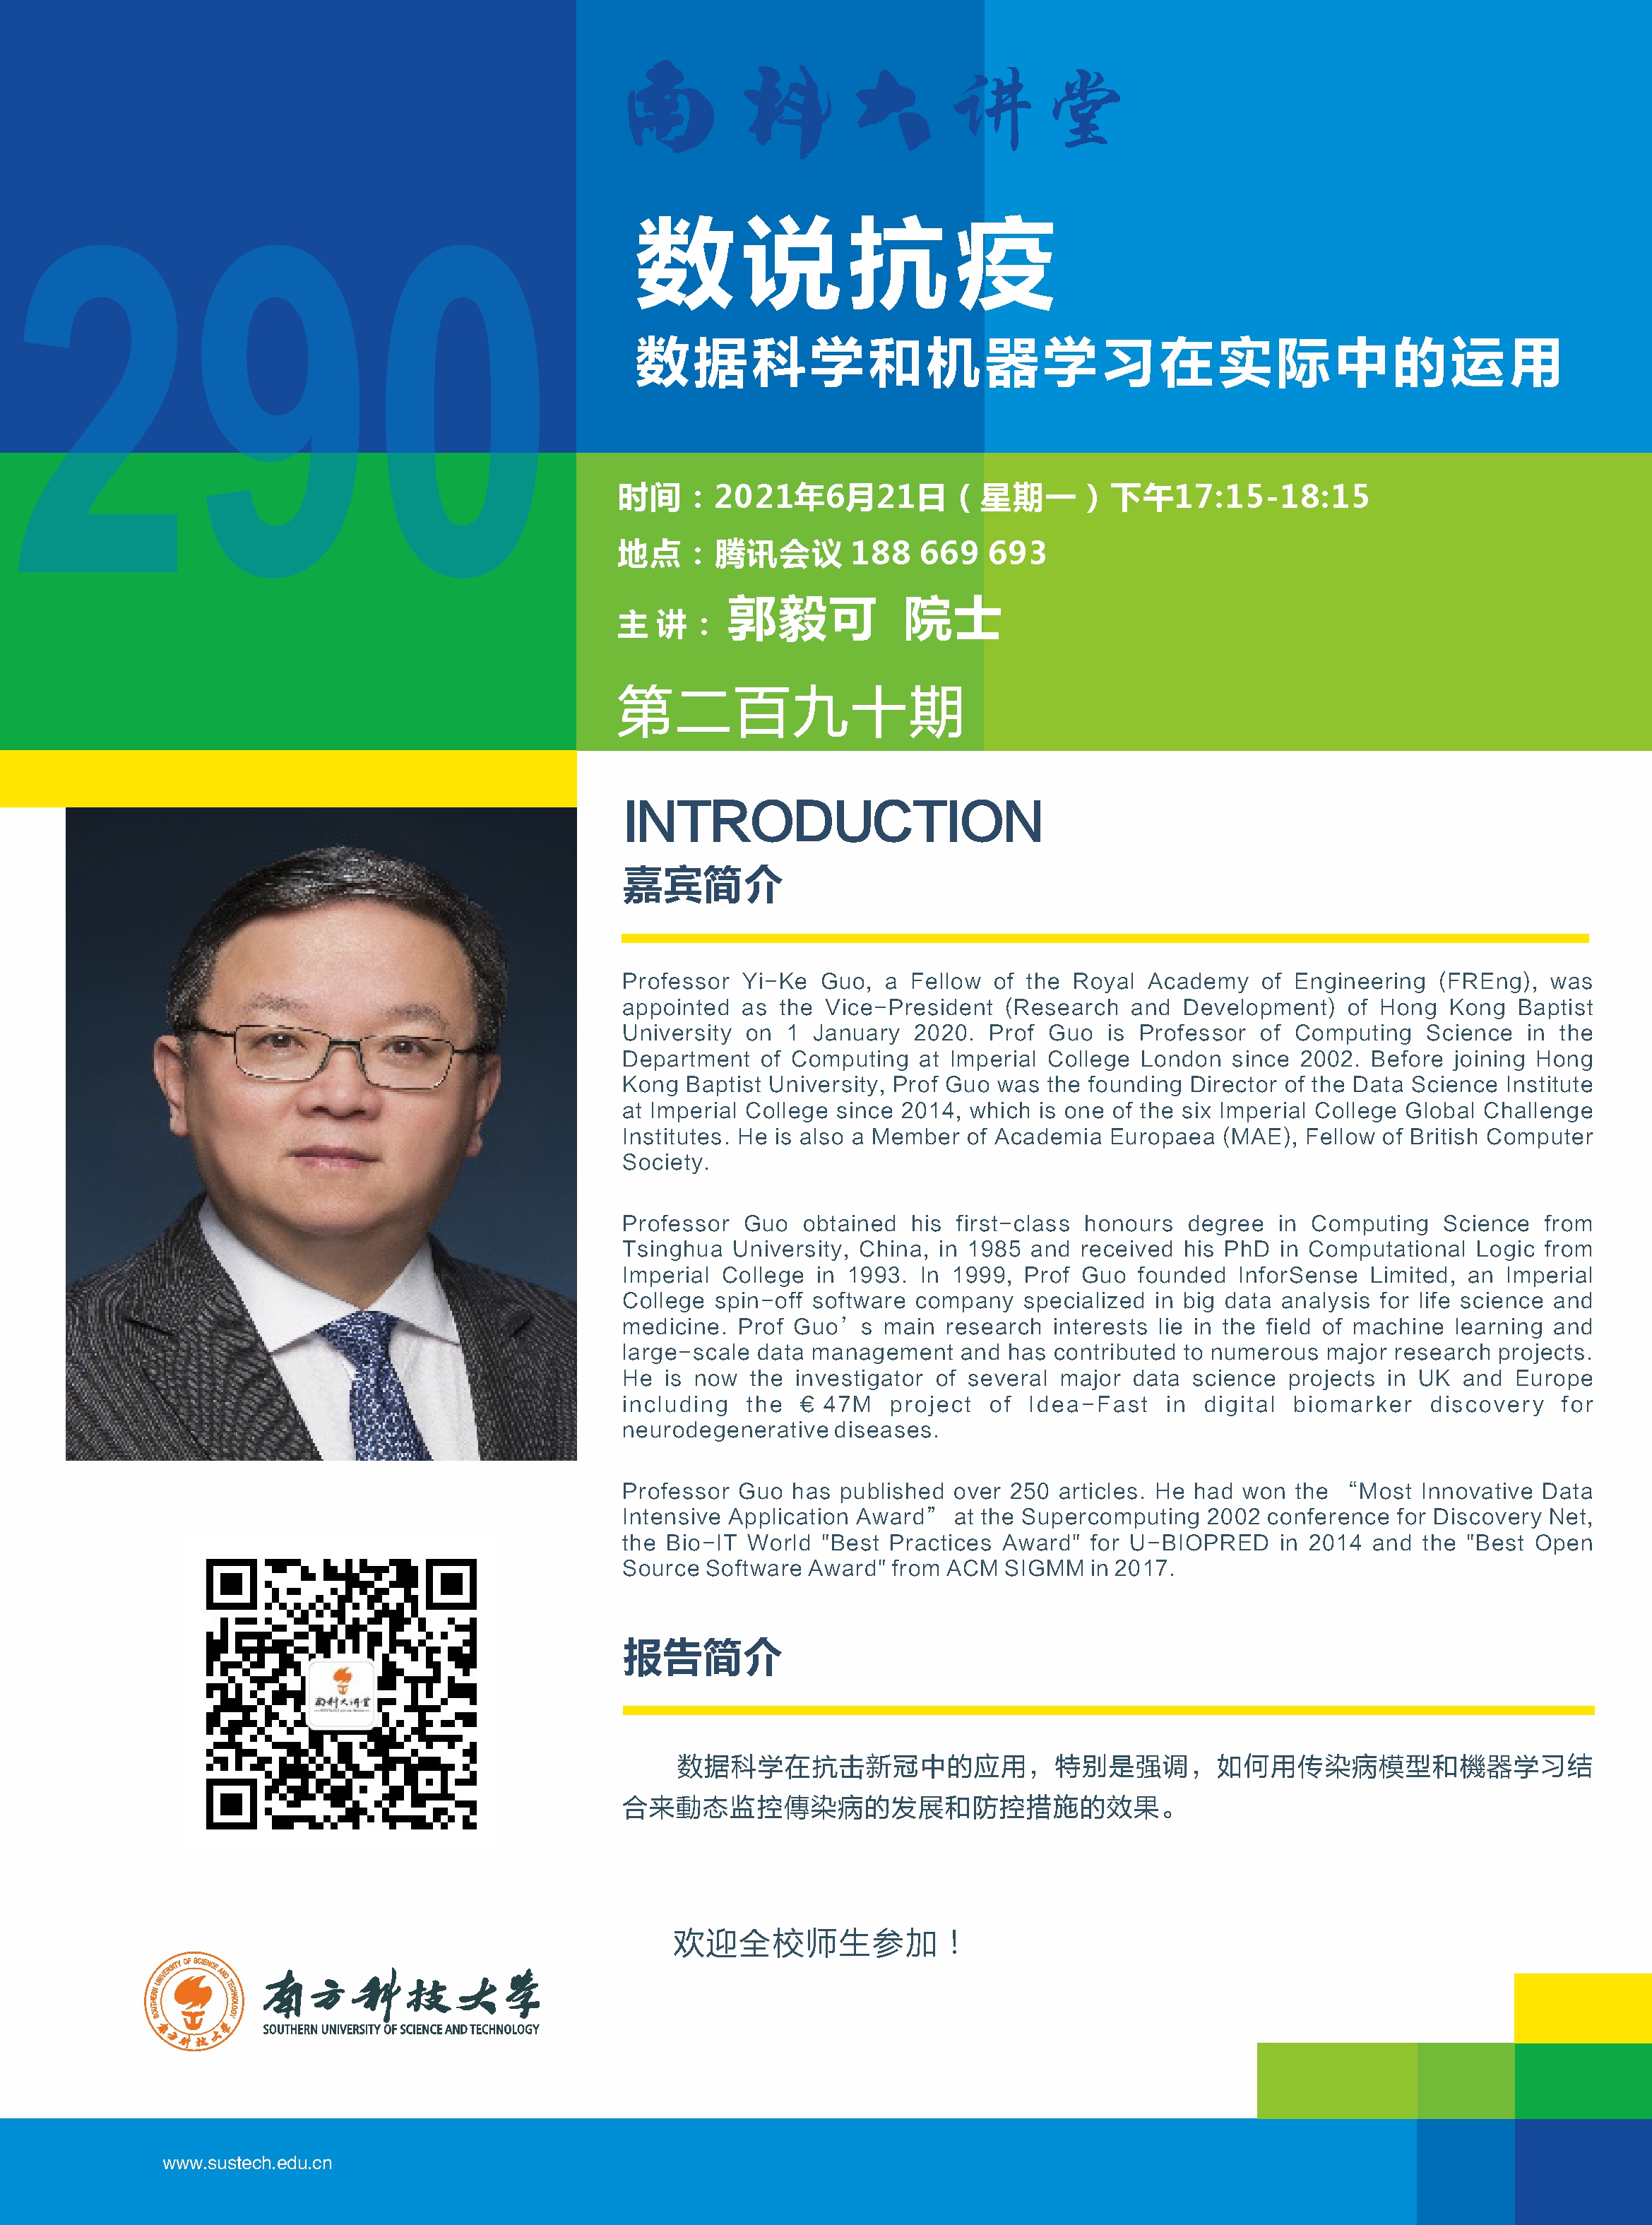 南科大讲堂
290
数说抗疫
数据科学和机器学习在实际中的运用
时间：2021年6月21日（星期一）下午17:15-18:15
地点：腾讯会议 188 669 693
主 讲： 郭毅可 院士
第二百九十期
INTRODUCTION
嘉宾简介
Professor Yi-Ke Guo, a Fellow of the Royal Academy of Engineering (FREng), was
appointed as the Vice-President (Research and Development) of Hong Kong Baptist
University on 1 January 2020. Prof Guo is Professor of Computing Science in the
Department of Computing at Imperial College London since 2002. Before joining Hong
Kong Baptist University, Prof Guo was the founding Director of the Data Science Institute
at Imperial College since 2014, which is one of the six Imperial College Global Challenge
Institutes. He is also a Member of Academia Europaea (MAE), Fellow of British Computer
Society.
Professor Guo obtained his first-class honours degree in Computing Science from
Tsinghua University, China, in 1985 and received his PhD in Computational Logic from
Imperial College in 1993. In 1999, Prof Guo founded InforSense Limited, an Imperial
College spin-off software company specialized in big data analysis for life science and
medicine. Prof Guo’s main research interests lie in the field of machine learning and
large-scale data management and has contributed to numerous major research projects.
He is now the investigator of several major data science projects in UK and Europe
including the € 47M project of Idea-Fast in digital biomarker discovery for
neurodegenerative diseases.
Professor Guo has published over 250 articles. He had won the “Most Innovative Data
Intensive Application Award” at the Supercomputing 2002 conference for Discovery Net,
the Bio-IT World "Best Practices Award" for U-BIOPRED in 2014 and the "Best Open
Source Software Award" from ACM SIGMM in 2017.
南科大讲堂
报告简介
数据科学在抗击新冠中的应用，特别是强调，如何用传染病模型和機器学习结
合来動态监控傳染病的发展和防控措施的效果。
欢迎全校师生参加！
SOUTHERN UNIVERSITY OF SCIENCE AND TECHNOLOGY
南方科技大学
南方科技大学
SOUTHERN UNIVERSITY OF SCIENCE AND TECHNOLOGY
www.sustech.edu.cn